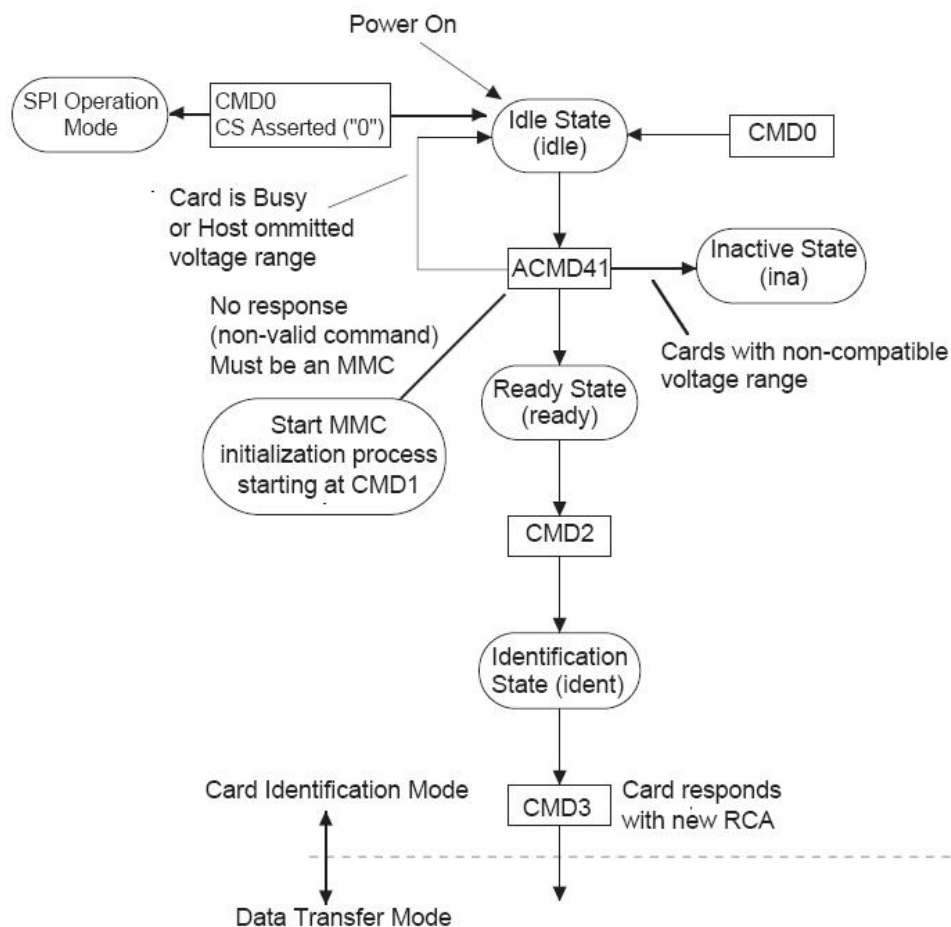 Power On
SPI Operation
Mode
CMD0
CS Asserted ("0")
Idle State
(idle)
CMD0
Card is Busy
or Host ommitted
voltage range
ACMD41
Inactive State
(ina)
No response
(non-valid command)
Must be an MMC
Cards with non-compatible
voltage range
Ready State
(ready)
Start MMC
initialization process
starting at CMD1
CMD2
Identification
State (ident)
Card Identification Mode
CMD3
Card responds
with new RCA
Data Transfer Mode